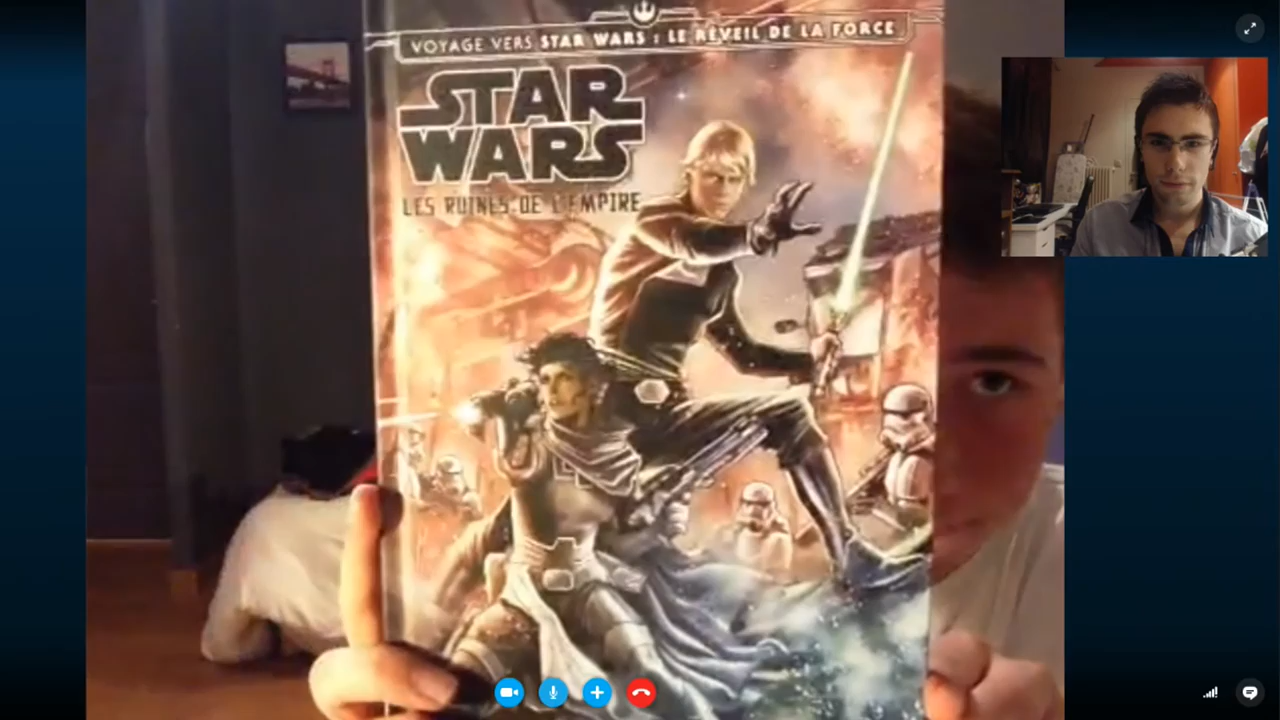 VOYAGE VERS STAR WARS : LE RÉVEIL DE LA FORCE
STAR
WARS
LES RUINES DE L'EMPIRE